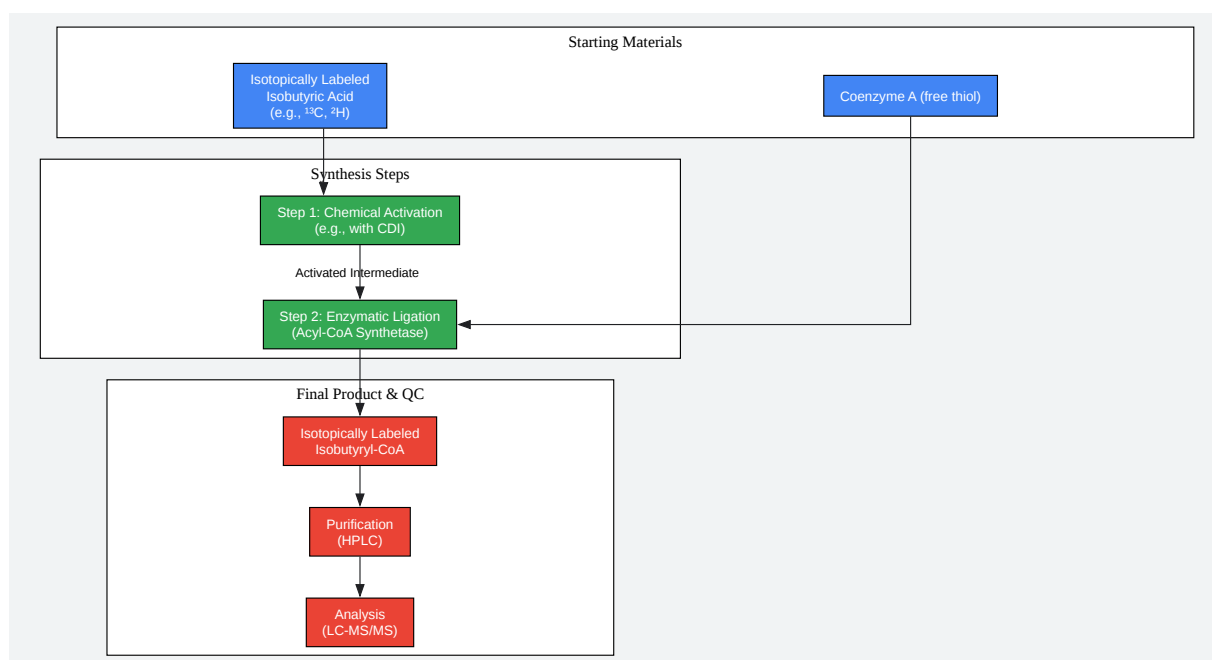 Starting Materials
Isotopically Labeled
Isobutyric Acid
(e.g., ¹³C, ²H)
Coenzyme A (free thiol)
Synthesis Steps
Step 1: Chemical Activation
(e.g., with CDI)
Activated Intermediate
Step 2: Enzymatic Ligation
(Acyl-CoA Synthetase)
Final Product & QC
Isotopically Labeled
Isobutyryl-CoA
Purification
(HPLC)
Analysis
(LC-MS/MS)